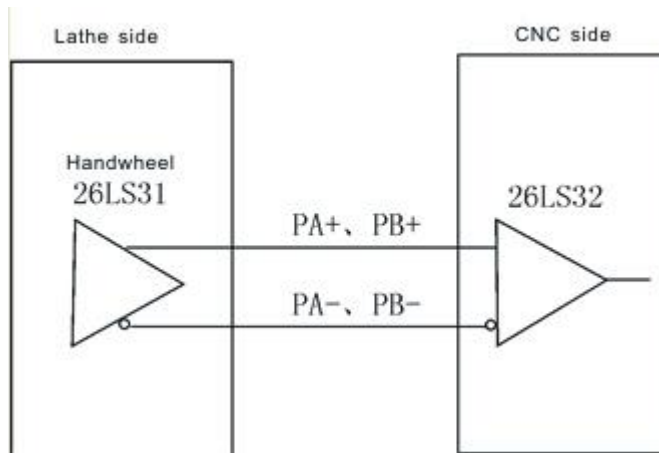 Lathe side
CNC side
Handwheel
26LS31
26LS32
PA+、PB+
PA-、PB-